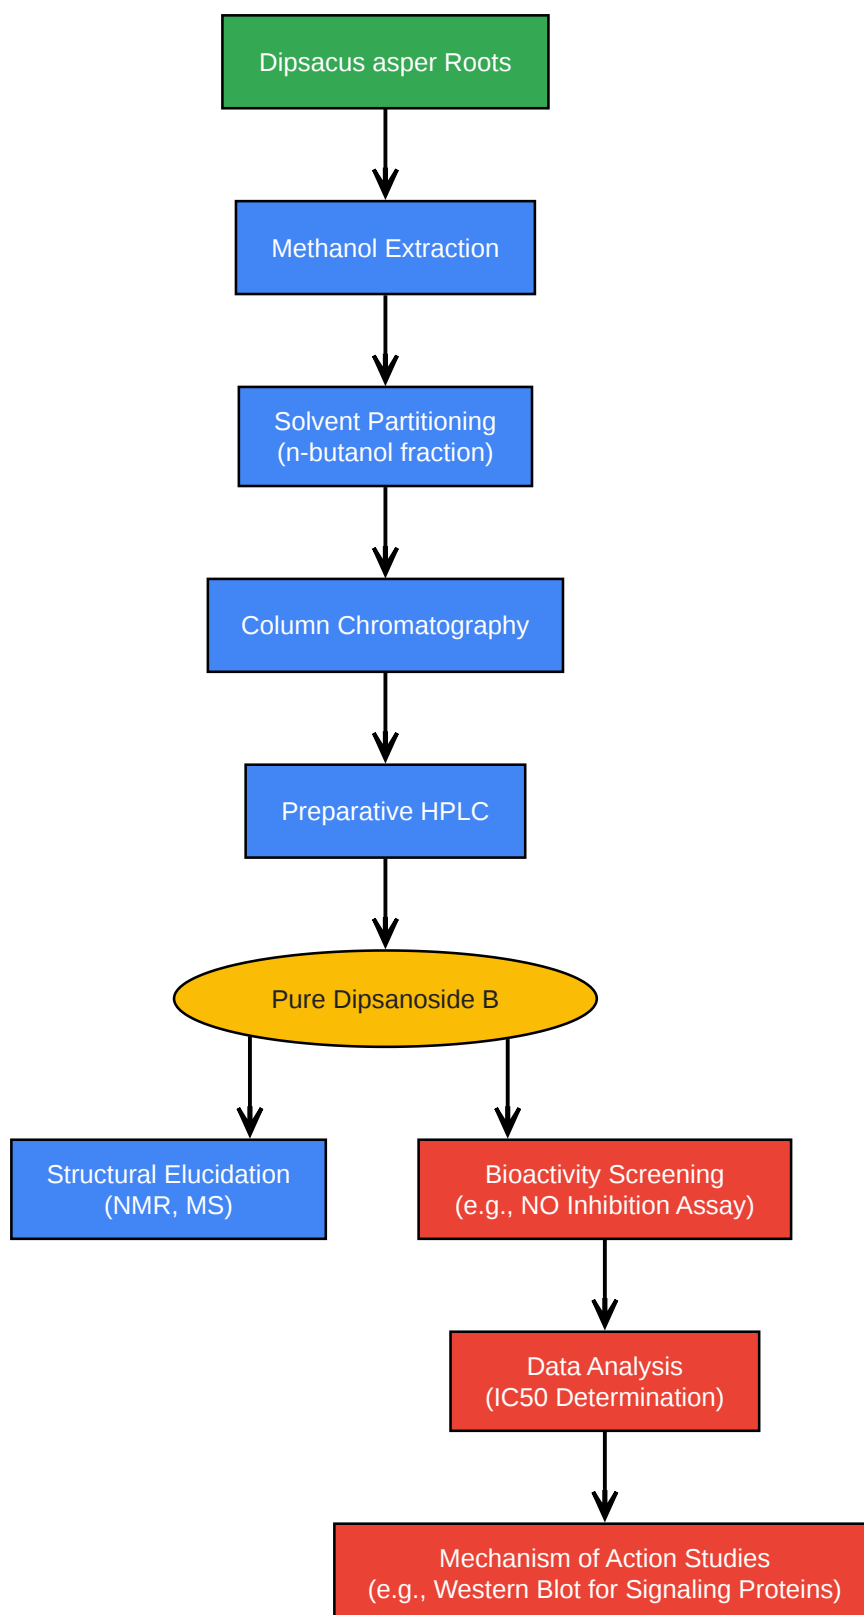 Dipsacus asper Roots
Methanol Extraction
Solvent Partitioning
(n-butanol fraction)
Column Chromatography
Preparative HPLC
Pure Dipsanoside B
Structural Elucidation
(NMR, MS)
Bioactivity Screening
(e.g., NO Inhibition Assay)
Data Analysis
(IC50 Determination)
Mechanism of Action Studies
(e.g., Western Blot for Signaling Proteins)